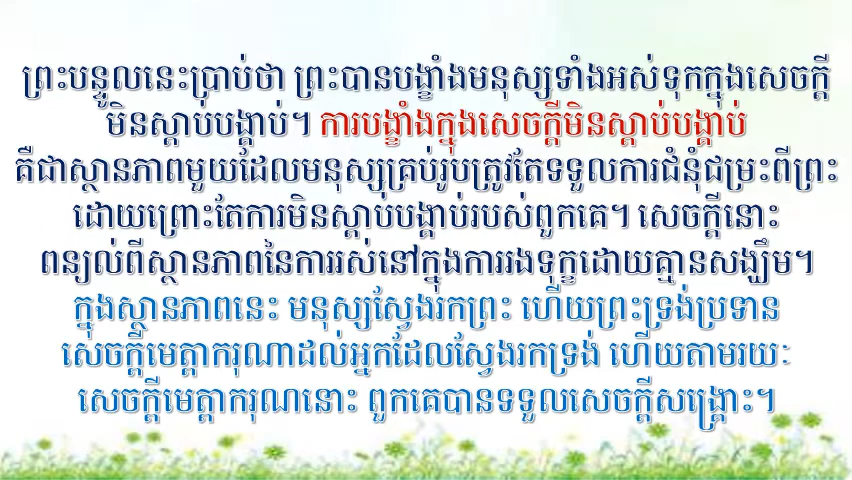 ព្រះបន្ទូលនេះប្រាប់ថា ព្រះបានបង្ខាំងមនុស្សទាំងអស់ទុកក្នុងសេចក្ដី
មិនស្ដាប់បង្គាប់។ ការបង្ខាំងក្នុងសេចក្ដីមិនស្ដាប់បង្គាប់
គឺជាស្ថានភាពមួយដែលមនុស្សគ្រប់រូបត្រូវតែទទួលការជំនុំជម្រះពីព្រះ
ដោយព្រោះតែការមិនស្ដាប់បង្គាប់របស់ពួកគេ។ សេចក្ដីនោះ
ពន្យល់ពីស្ថានភាពនៃការរស់នៅក្នុងការរងទុក្ខដោយគ្មានសង្ឃឹម។
ក្នុងស្ថានភាពនេះ មនុស្សស្វែងរកព្រះ ហើយព្រះទ្រង់ប្រទាន
សេចក្ដីមេត្តាករុណាដល់អ្នកដែលស្វែងរកទ្រង់ ហើយតាមរយៈ
សេចក្ដីមេត្តាករុណនោះ ពួកគេបានទទួលសេចក្ដីសង្គ្រោះ។